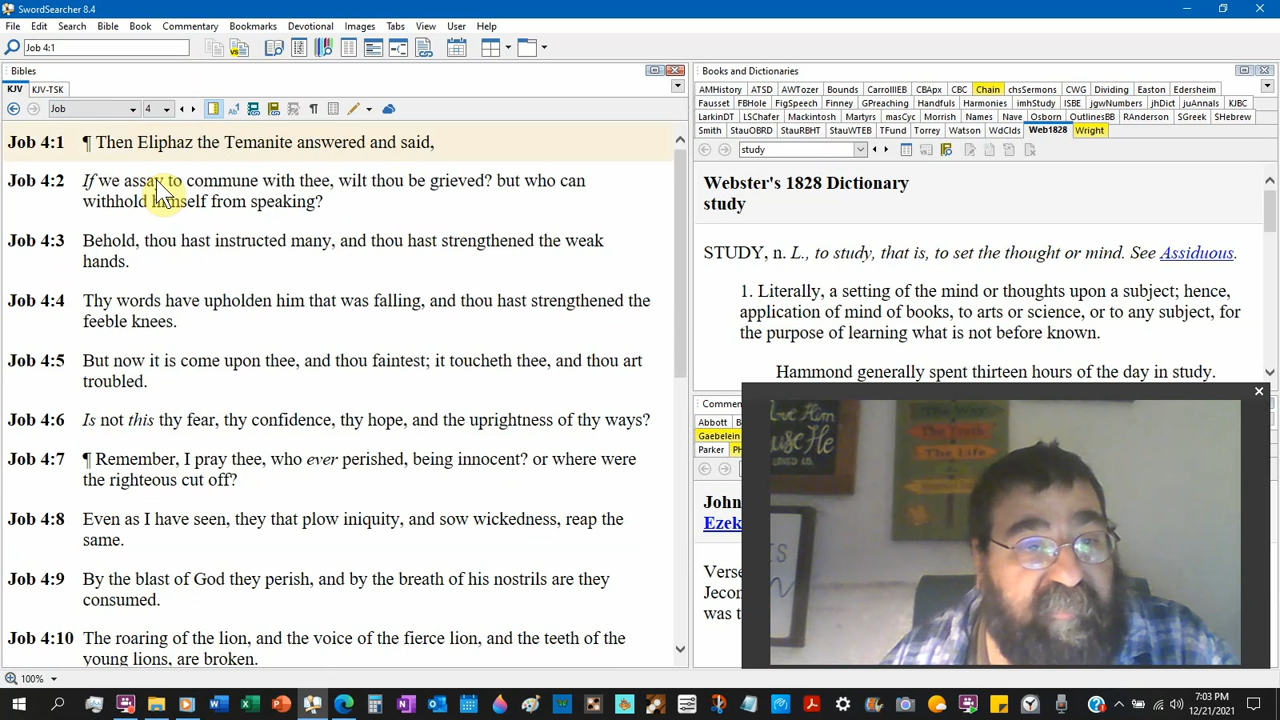 SwordSearcher 8.4
File Edit Search Bible Book Commentary Bookmarks Devotional Images Tabs View User Help
Job 4:1
Bibles
KJV KJV-TSK
Job 4
Job 4:1 ¶ Then Eliphaz the Temanite answered and said,
Job 4:2 If we assay to commune with thee, wilt thou be grieved? but who can
withhold himself from speaking?
Job 4:3 Behold, thou hast instructed many, and thou hast strengthened the weak
hands.
Job 4:4 Thy words have upholden him that was falling, and thou hast strengthened the
feeble knees.
Job 4:5 But now it is come upon thee, and thou faintest; it toucheth thee, and thou art
troubled.
Job 4:6 Is not this thy fear, thy confidence, thy hope, and the uprightness of thy ways?
Job 4:7 ¶ Remember, I pray thee, who ever perished, being innocent? or where were
the righteous cut off?
Job 4:8 Even as I have seen, they that plow iniquity, and sow wickedness, reap the
same.
Job 4:9 By the blast of God they perish, and by the breath of his nostrils are they
consumed.
Job 4:10 The roaring of the lion, and the voice of the fierce lion, and the teeth of the
young lions, are broken.
100%
Books and Dictionaries
AMHistory ATSD AWTozer Bounds CarrollIEB CBApx CBC Chain chsSermons CWG Dividing Easton Edersheim
Fausset FBHole FigSpeech Finney GPreaching Handfuls Harmonies imhStudy ISBE jgwNumbers jhDict juAnnals KJBC
LarkinDT LSChafer Mackintosh Martyrs masCyc Morrish Naves Osborn OutlinesBB RAnderson SGreek SHebrew
Smith StauOBRD StauRBHT StauWTEB TFund Torrey Watson WdClds Web1828 Wright
study
Webster's 1828 Dictionary
study
STUDY, n. L., to study, that is, to set the thought or mind. See Assiduous.
1. Literally, a setting of the mind or thoughts upon a subject; hence,
application of mind of books, to arts or science, or to any subject, for
the purpose of learning what is not before known.
Hammond generally spent thirteen hours of the day in study.
Commen
Abbott B
Gaebelein
Parker PH
John
Ezek
Verse
Jecom
was t
The Way
The Truth
The Life
7:03 PM
12/21/2021